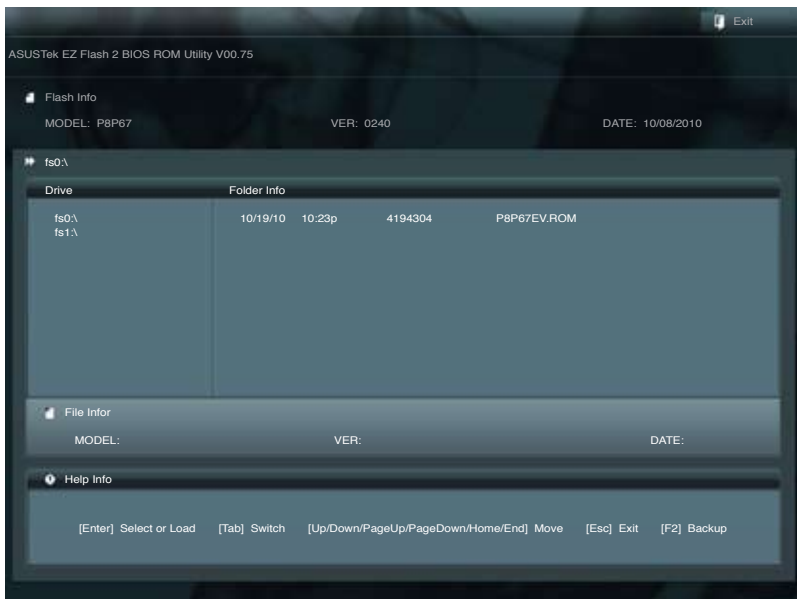 Exit
ASUSTek EZ Flash 2 BIOS ROM Utility V00.75
Flash Info
MODEL: P8P67 VER: 0240 DATE: 10/08/2010
fs0:\
Drive Folder Info
fs0:\ 10/19/10 10:23p 4194304 P8P67EV.ROM
fs1:\
File Infor
MODEL: VER: DATE:
Help Info
[Enter] Select or Load [Tab] Switch [Up/Down/PageUp/PageDown/Home/End] Move [Esc] Exit [F2] Backup